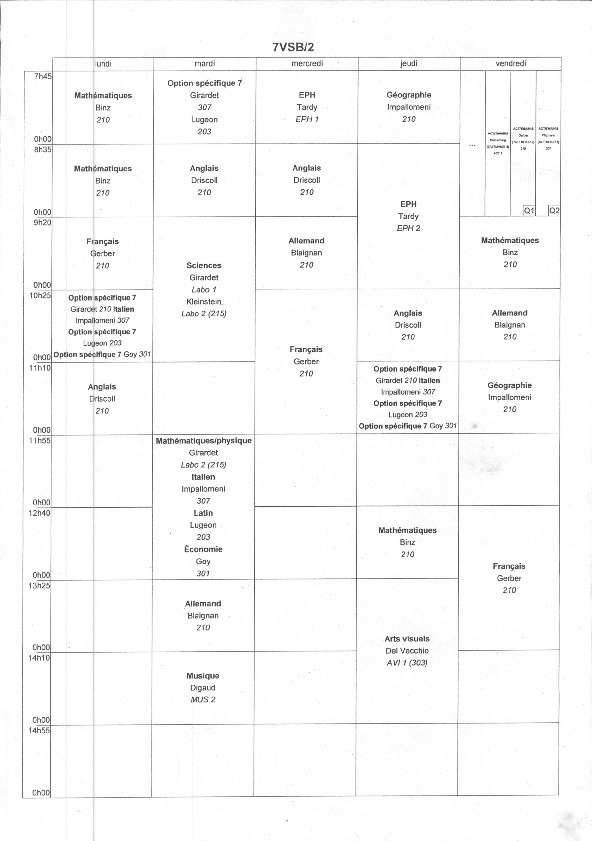 7VSB/2
lundi
mardi
mercredi
jeudi
vendredi
7h45
0h00
Mathématiques
Binz
210
Option spécifique 7
Girardet
307
Lugeon
203
EPH
Tardy
EPH 1
Géographie
Impallomeni
210
...
ACTEMANS
ACTEMANS
ACTEMANS
Q1
Q2
8h35
0h00
Mathématiques
Binz
210
Anglais
Driscoll
210
Anglais
Driscoll
210
EPH
Tardy
EPH 2
9h20
0h00
Français
Gerber
210
Sciences
Girardet
Labo 1
Kleinstein
Labo 2 (215)
Allemand
Blaignan
210
Mathématiques
Binz
210
10h25
0h00
Option spécifique 7
Girardet 210 Italien
Impallomeni 307
Option spécifique 7
Lugeon 203
Option spécifique 7 Goy 301
Français
Gerber
210
Anglais
Driscoll
210
Allemand
Blaignan
210
11h10
0h00
Anglais
Driscoll
210
Option spécifique 7
Girardet 210 Italien
Impallomeni 307
Option spécifique 7
Lugeon 203
Option spécifique 7 Goy 301
Géographie
Impallomeni
210
11h55
0h00
Mathématiques/physique
Girardet
Labo 2 (215)
Italien
Impallomeni
307
Latin
Lugeon
203
Économie
Goy
301
12h40
0h00
Mathématiques
Binz
210
Français
Gerber
210
13h25
0h00
Allemand
Blaignan
210
Arts visuels
Del Vecchio
AVI 1 (303)
14h10
0h00
Musique
Digaud
MUS 2
14h55
0h00